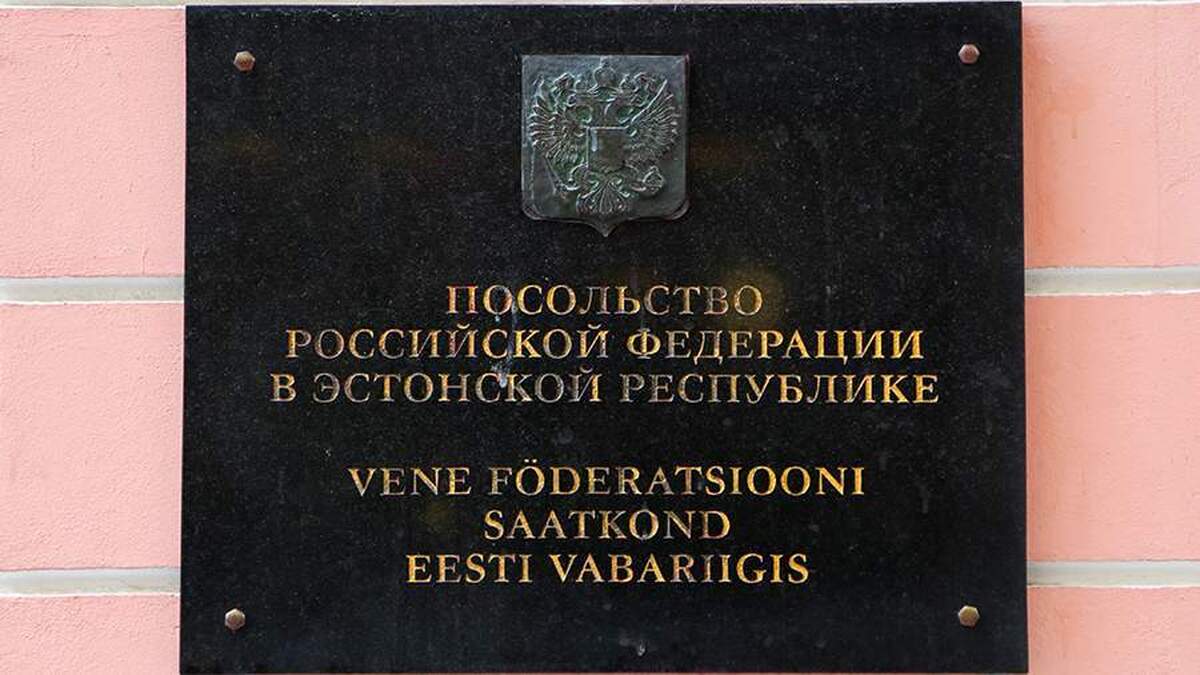 ПОСОЛЬСТВО
РОССИЙСКОЙ ФЕДЕРАЦИИ
В ЭСТОНСКОЙ РЕСПУБЛИКЕ
VENE FÖDERATSIOONI
SAATKOND
EESTI VABARIIGIS